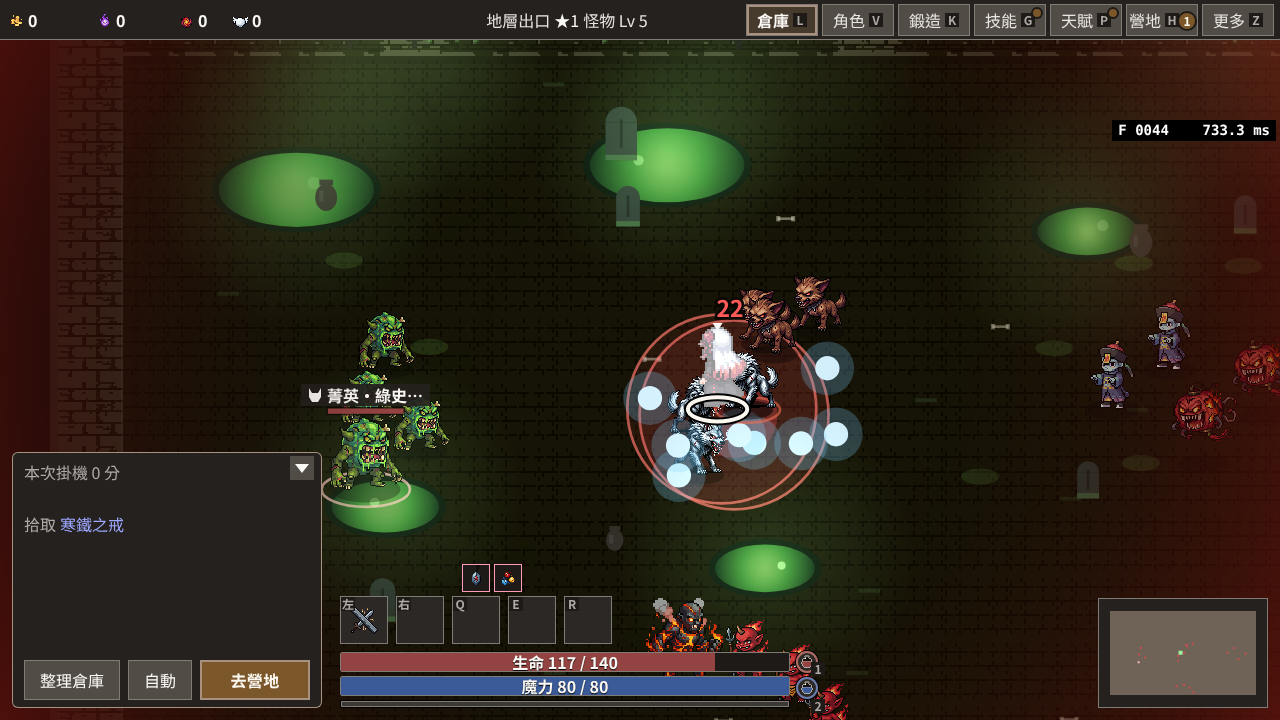 0 0 0 0
地層出口 ★1 怪物 Lv 5
倉庫 L 角色 V 鍛造 K 技能 G 天賦 P 營地 H 1 更多 Z
F 0044 733.3 ms
22
菁英・綠史…
本次掛機 0 分
拾取 寒鐵之戒
左 右 Q E R
生命 117 / 140
1
魔力 80 / 80
2
整理倉庫 自動 去營地